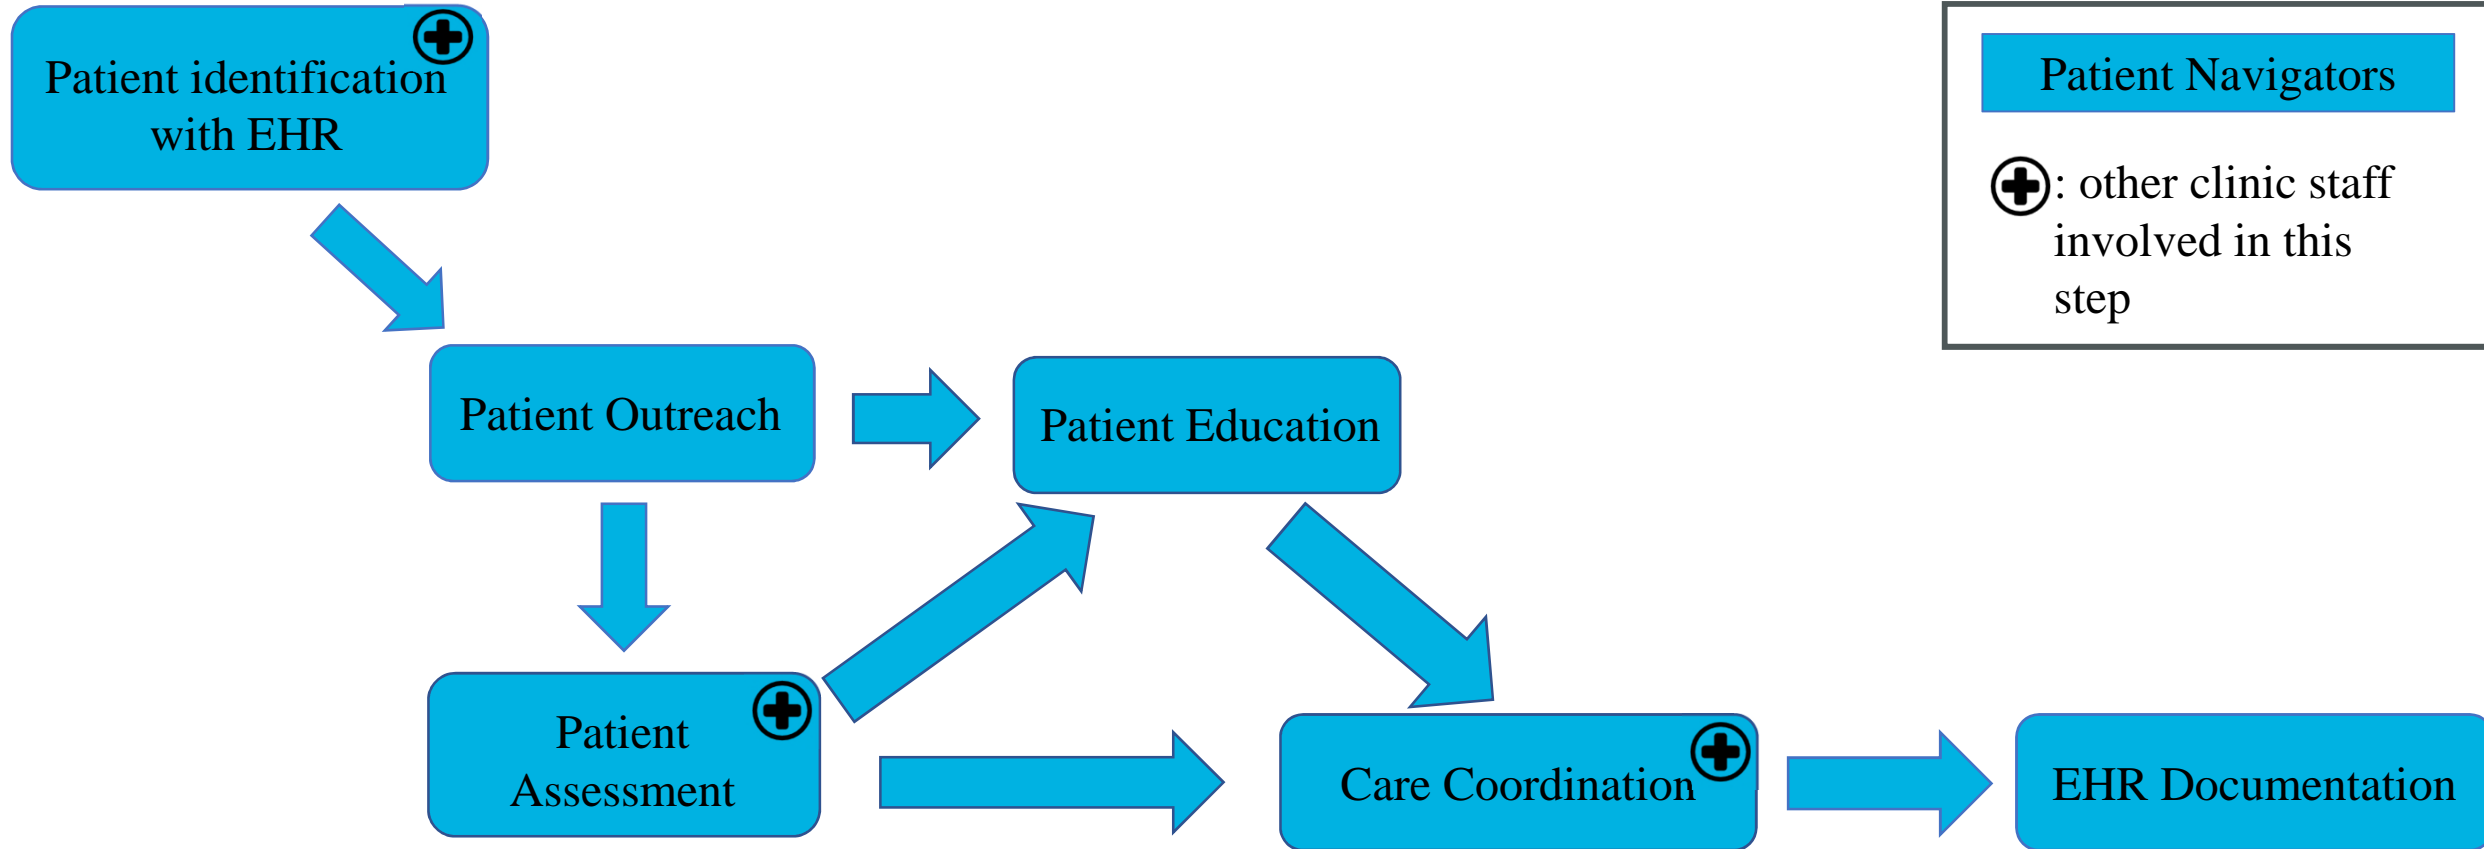 Patient identification
with EHR
Patient Navigators
: other clinic staff
involved in this
step
Patient Outreach
Patient Education
Patient
Assessment
Care Coordination
EHR Documentation